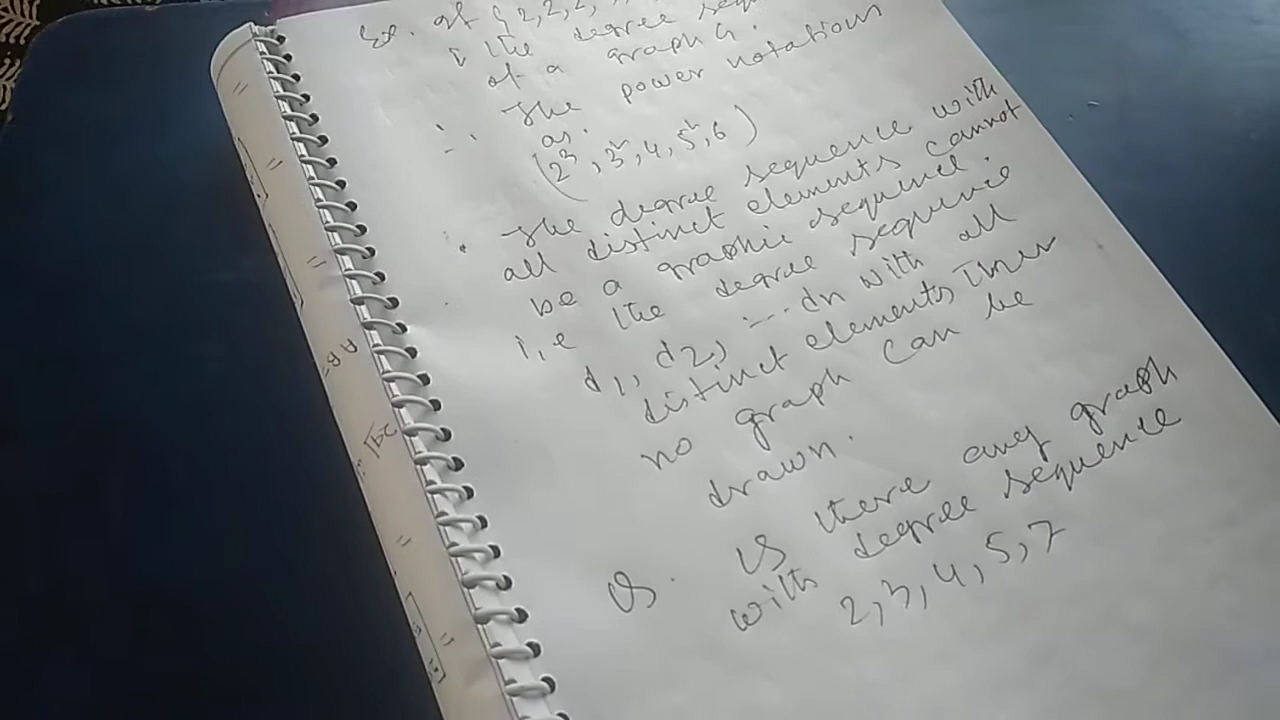 Ex. If { 2, 2, 2,
is the degree seq
of a graph G.
∴ The power notations
as.
(2³, 3², 4, 5², 6)
The degree sequence with
all distinct elements cannot
be a graphic sequence.
i.e the degree sequence
d1, d2, ... dn with all
distinct elements then
no graph can be
drawn.
Q. is there any graph
with degree sequence
2, 3, 4, 5, 7